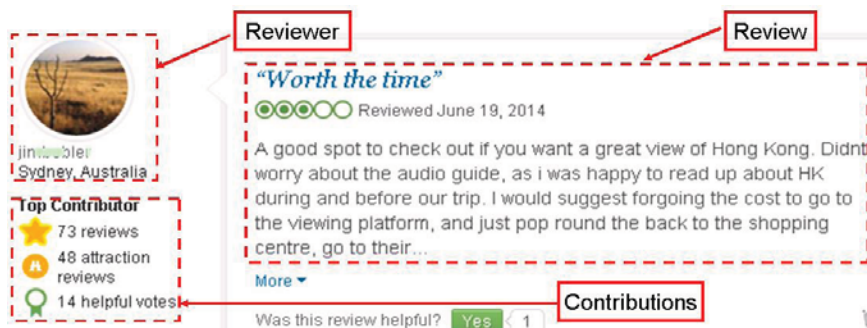 Reviewer
Review
“Worth the time”
Reviewed June 19, 2014
A good spot to check out if you want a great view of Hong Kong. Didnt
worry about the audio guide, as i was happy to read up about HK
during and before our trip. I would suggest forgoing the cost to go to
the viewing platform, and just pop round the back to the shopping
centre, go to their...
More
Was this review helpful? Yes 1
Sydney, Australia
Top Contributor
73 reviews
48 attraction
reviews
14 helpful votes
Contributions